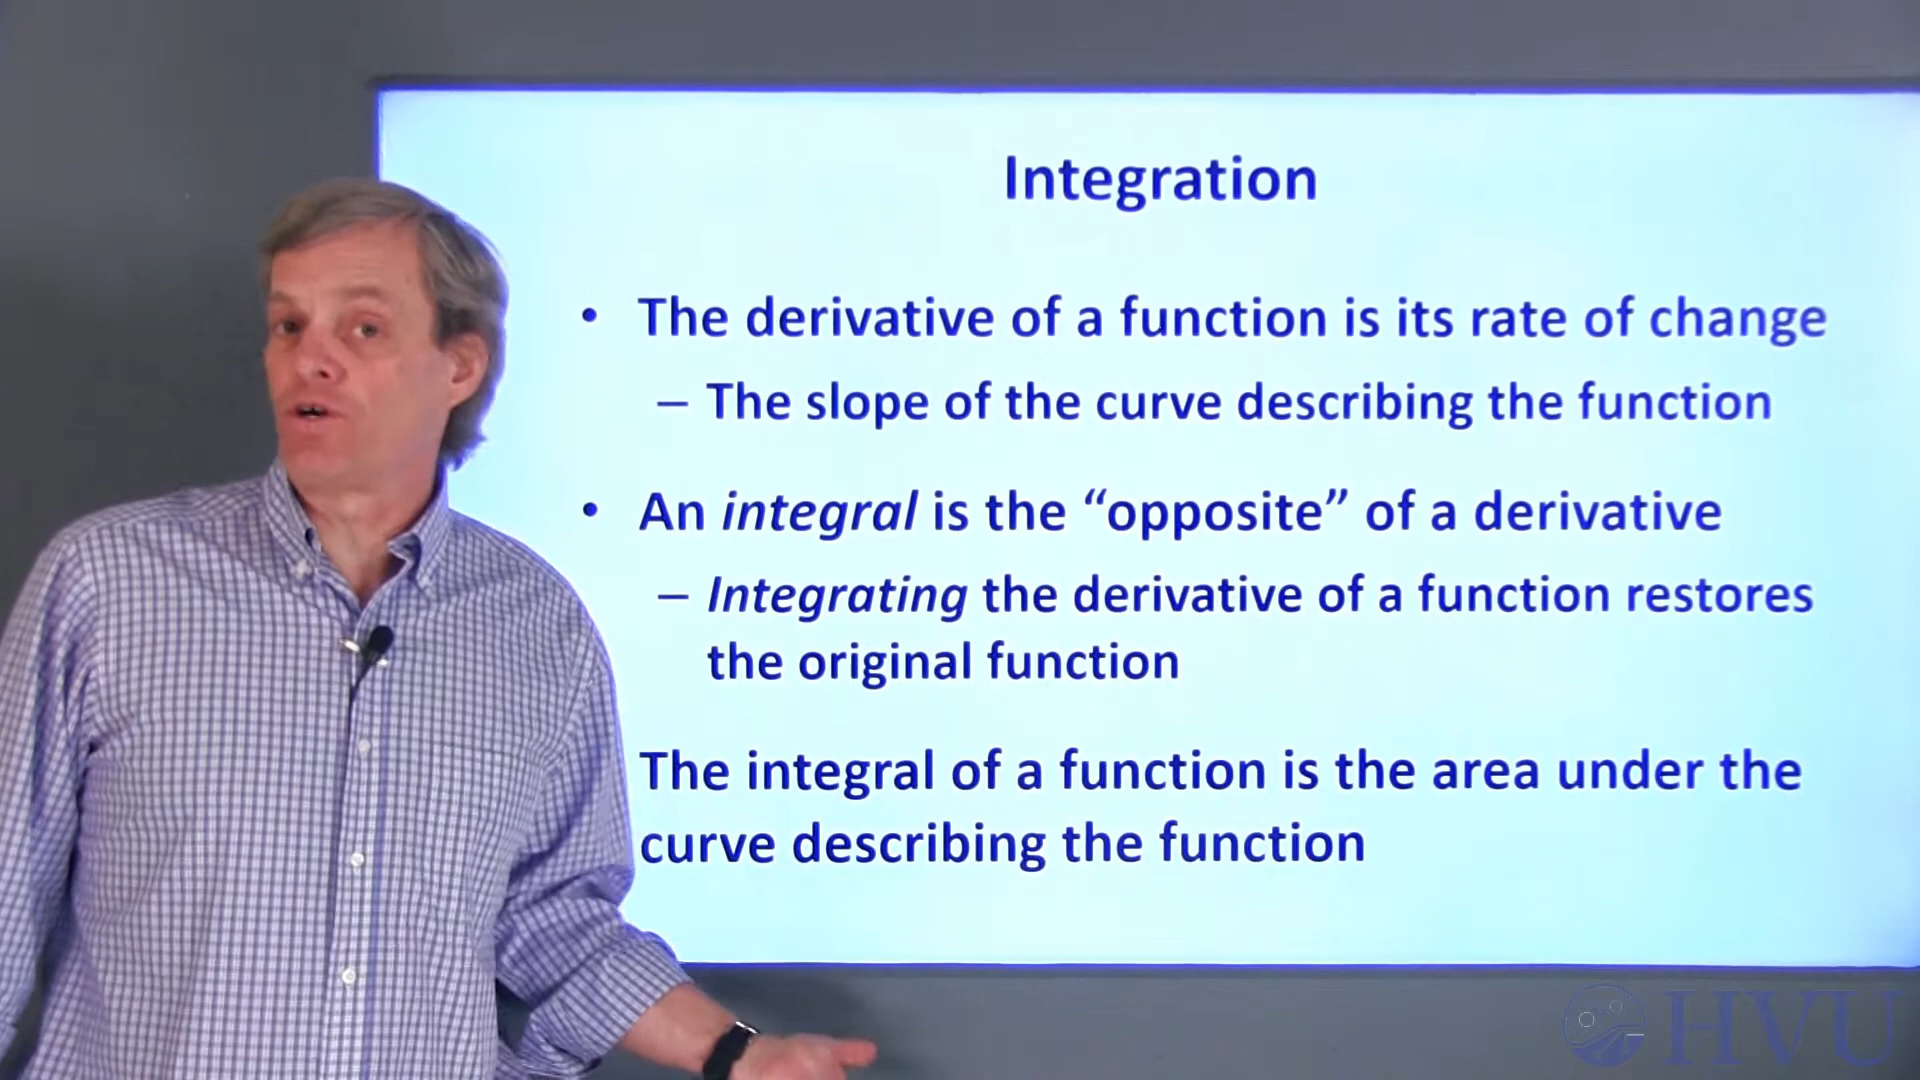 Integration
• The derivative of a function is its rate of change
– The slope of the curve describing the function
• An integral is the “opposite” of a derivative
– Integrating the derivative of a function restores
the original function
The integral of a function is the area under the
curve describing the function
HVU